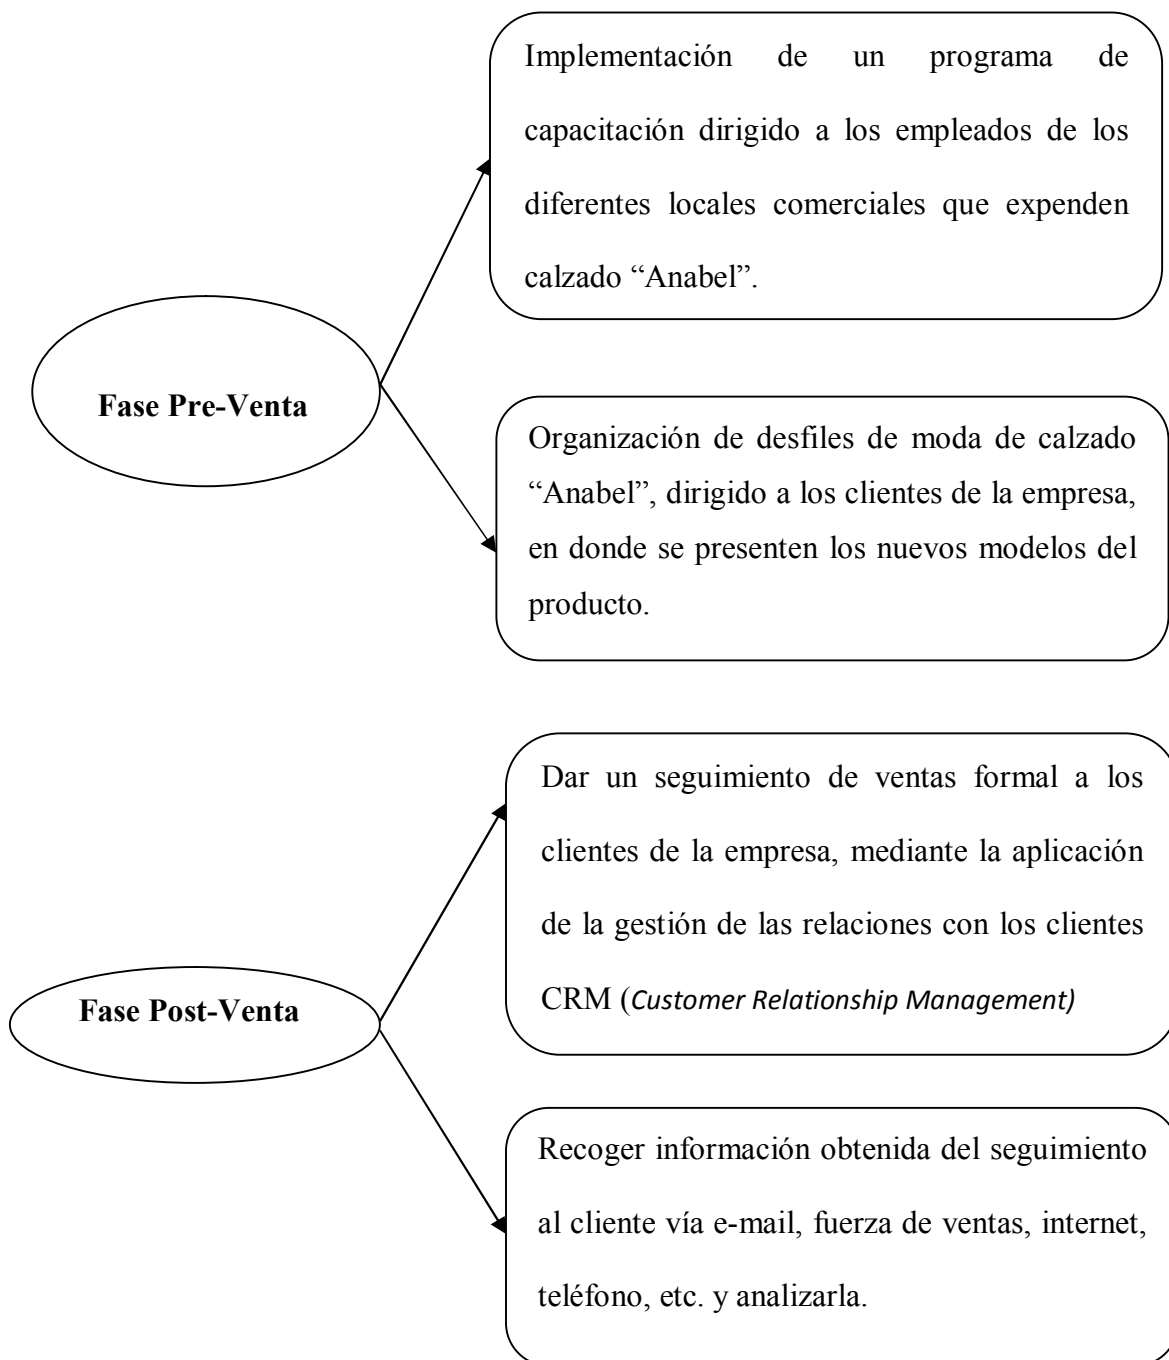 Implementación de un programa de
capacitación dirigido a los empleados de los
diferentes locales comerciales que expenden
calzado “Anabel”.
Fase Pre-Venta
Organización de desfiles de moda de calzado
“Anabel”, dirigido a los clientes de la empresa,
en donde se presenten los nuevos modelos del
producto.
Dar un seguimiento de ventas formal a los
clientes de la empresa, mediante la aplicación
de la gestión de las relaciones con los clientes
CRM (Customer Relationship Management)
Fase Post-Venta
Recoger información obtenida del seguimiento
al cliente vía e-mail, fuerza de ventas, internet,
teléfono, etc. y analizarla.